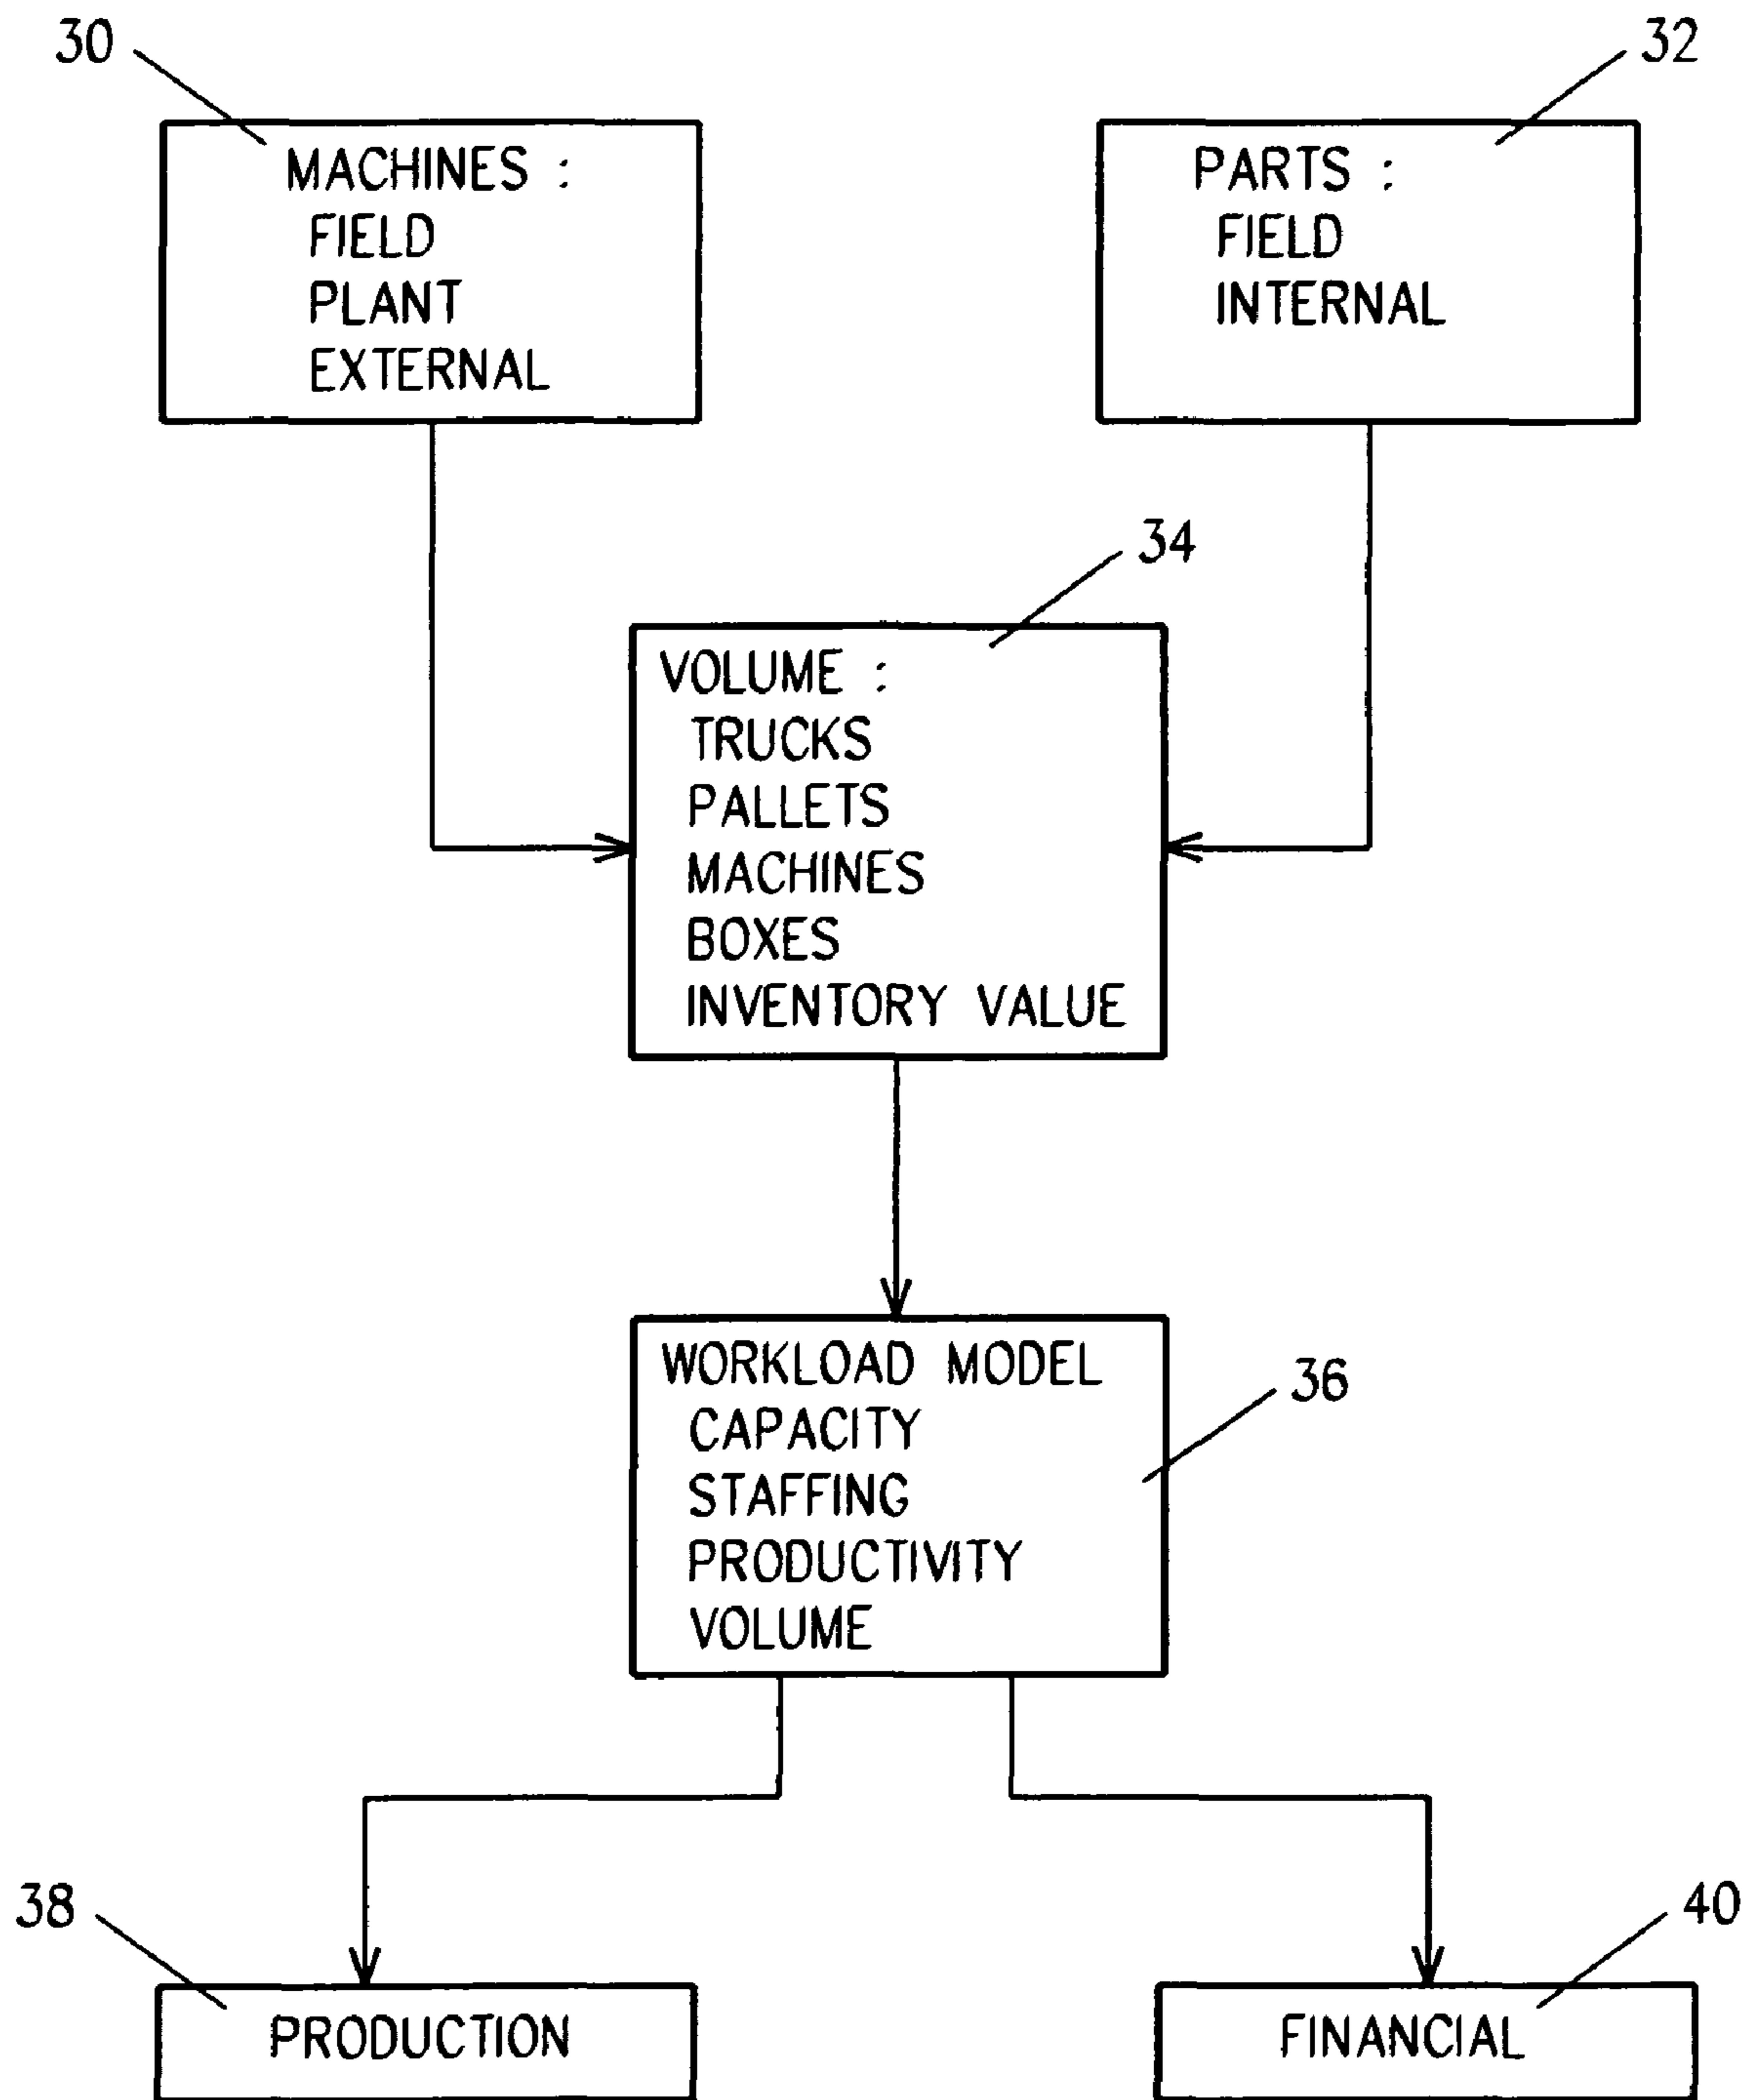 30
32
MACHINES :
FIELD
PLANT
EXTERNAL
PARTS :
FIELD
INTERNAL
34
VOLUME :
TRUCKS
PALLETS
MACHINES
BOXES
INVENTORY VALUE
36
WORKLOAD MODEL
CAPACITY
STAFFING
PRODUCTIVITY
VOLUME
38
40
PRODUCTION
FINANCIAL